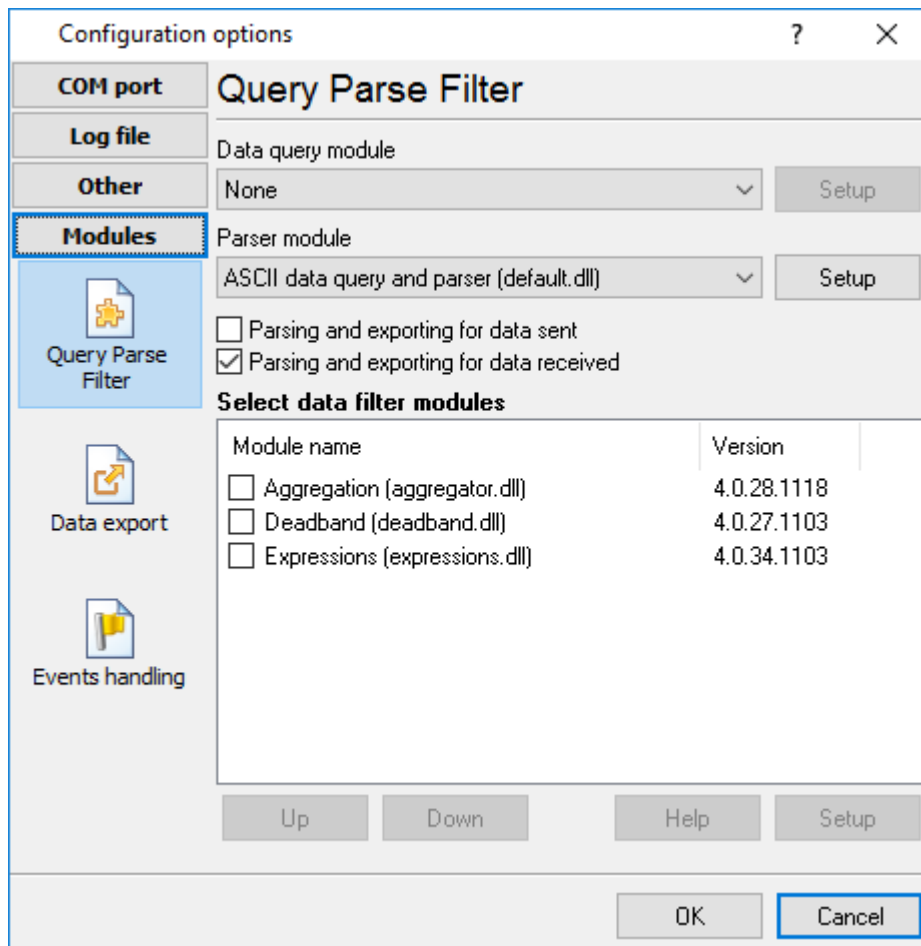 Configuration options
?
COM port
Log file
Other
Modules
Query Parse
Filter
Data export
Events handling
Query Parse Filter
Data query module
None
Setup
Parser module
ASCII data query and parser (default.dll)
Setup
Parsing and exporting for data sent
Parsing and exporting for data received
Select data filter modules
Module name Version
Aggregation (aggregator.dll) 4.0.28.1118
Deadband (deadband.dll) 4.0.27.1103
Expressions (expressions.dll) 4.0.34.1103
Up Down Help Setup
OK Cancel